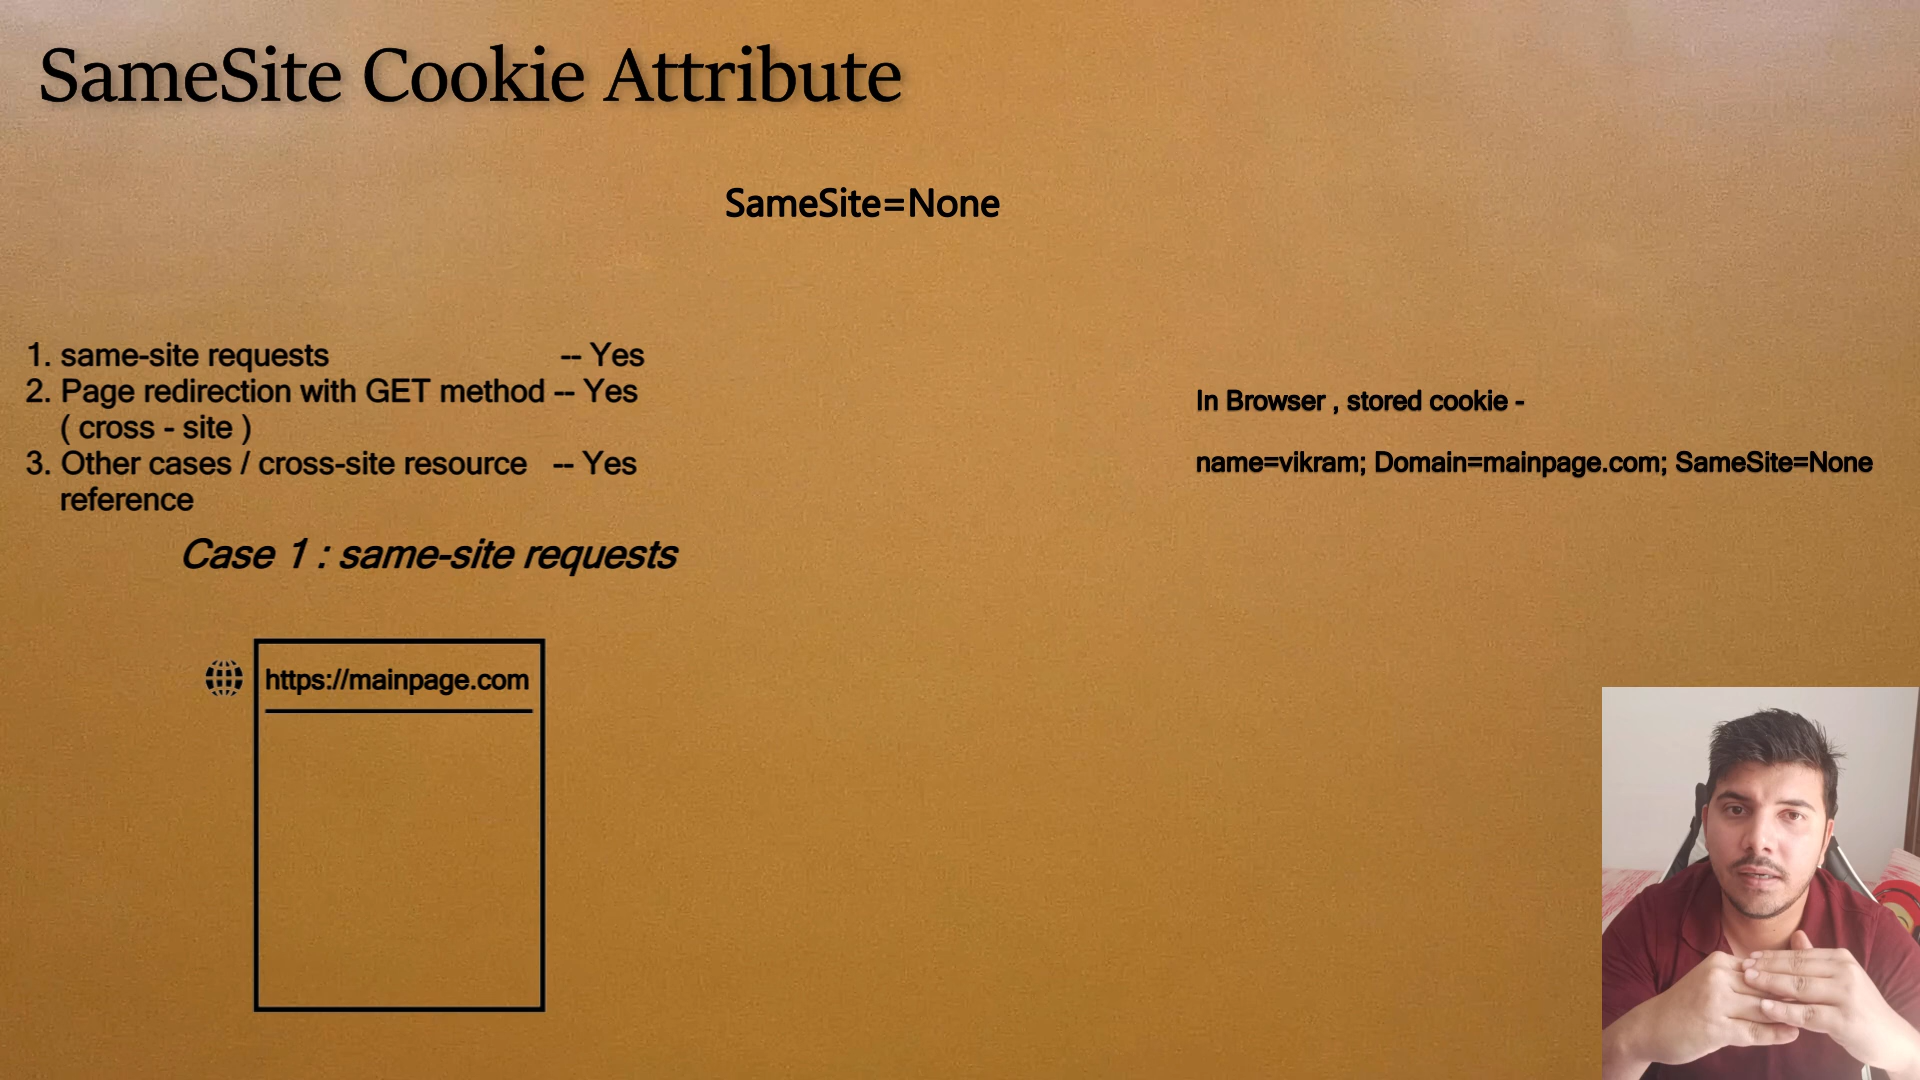 SameSite Cookie Attribute
SameSite=None
1. same-site requests -- Yes
2. Page redirection with GET method -- Yes
( cross - site )
3. Other cases / cross-site resource -- Yes
reference
In Browser , stored cookie -
name=vikram; Domain=mainpage.com; SameSite=None
Case 1 : same-site requests
https://mainpage.com